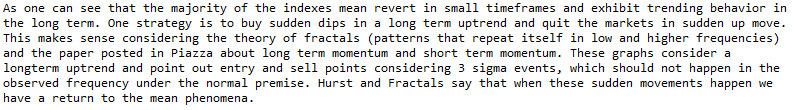 As one can see that the majority of the indexes mean revert in small timeframes and exhibit trending behavior in
the long term. One strategy is to buy sudden dips in a long term uptrend and quit the markets in sudden up move.
This makes sense considering the theory of fractals (patterns that repeat itself in low and higher frequencies)
and the paper posted in Piazza about long term momentum and short term momentum. These graphs consider a
longterm uptrend and point out entry and sell points considering 3 sigma events, which should not happen in the
observed frequency under the normal premise. Hurst and Fractals say that when these sudden movements happen we
have a return to the mean phenomena.